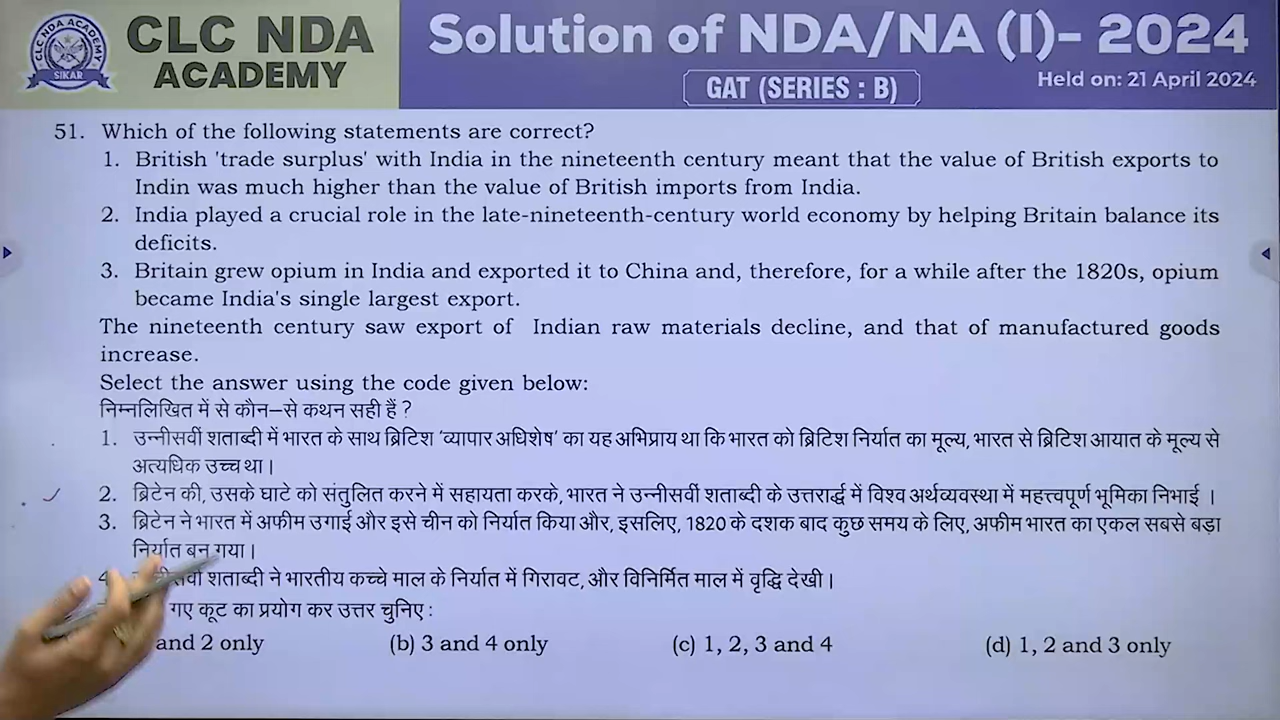 CLC NDA ACADEMY
SIKAR
CLC NDA
ACADEMY
Solution of NDA/NA (I)- 2024
GAT (SERIES : B)
Held on: 21 April 2024
51. Which of the following statements are correct?
1. British 'trade surplus' with India in the nineteenth century meant that the value of British exports to
Indin was much higher than the value of British imports from India.
2. India played a crucial role in the late-nineteenth-century world economy by helping Britain balance its
deficits.
3. Britain grew opium in India and exported it to China and, therefore, for a while after the 1820s, opium
became India's single largest export.
The nineteenth century saw export of Indian raw materials decline, and that of manufactured goods
increase.
Select the answer using the code given below:
निम्नलिखित में से कौन–से कथन सही हैं ?
1. उन्नीसवीं शताब्दी में भारत के साथ ब्रिटिश 'व्यापार अधिशेष' का यह अभिप्राय था कि भारत को ब्रिटिश निर्यात का मूल्य, भारत से ब्रिटिश आयात के मूल्य से
अत्यधिक उच्च था।
2. ब्रिटेन की, उसके घाटे को संतुलित करने में सहायता करके, भारत ने उन्नीसवीं शताब्दी के उत्तरार्द्ध में विश्व अर्थव्यवस्था में महत्त्वपूर्ण भूमिका निभाई ।
3. ब्रिटेन ने भारत में अफीम उगाई और इसे चीन को निर्यात किया और, इसलिए, 1820 के दशक बाद कुछ समय के लिए, अफीम भारत का एकल सबसे बड़ा
निर्यात बन गया।
शताब्दी ने भारतीय कच्चे माल के निर्यात में गिरावट, और विनिर्मित माल में वृद्धि देखी।
गए कूट का प्रयोग कर उत्तर चुनिए :
and 2 only (b) 3 and 4 only (c) 1, 2, 3 and 4 (d) 1, 2 and 3 only